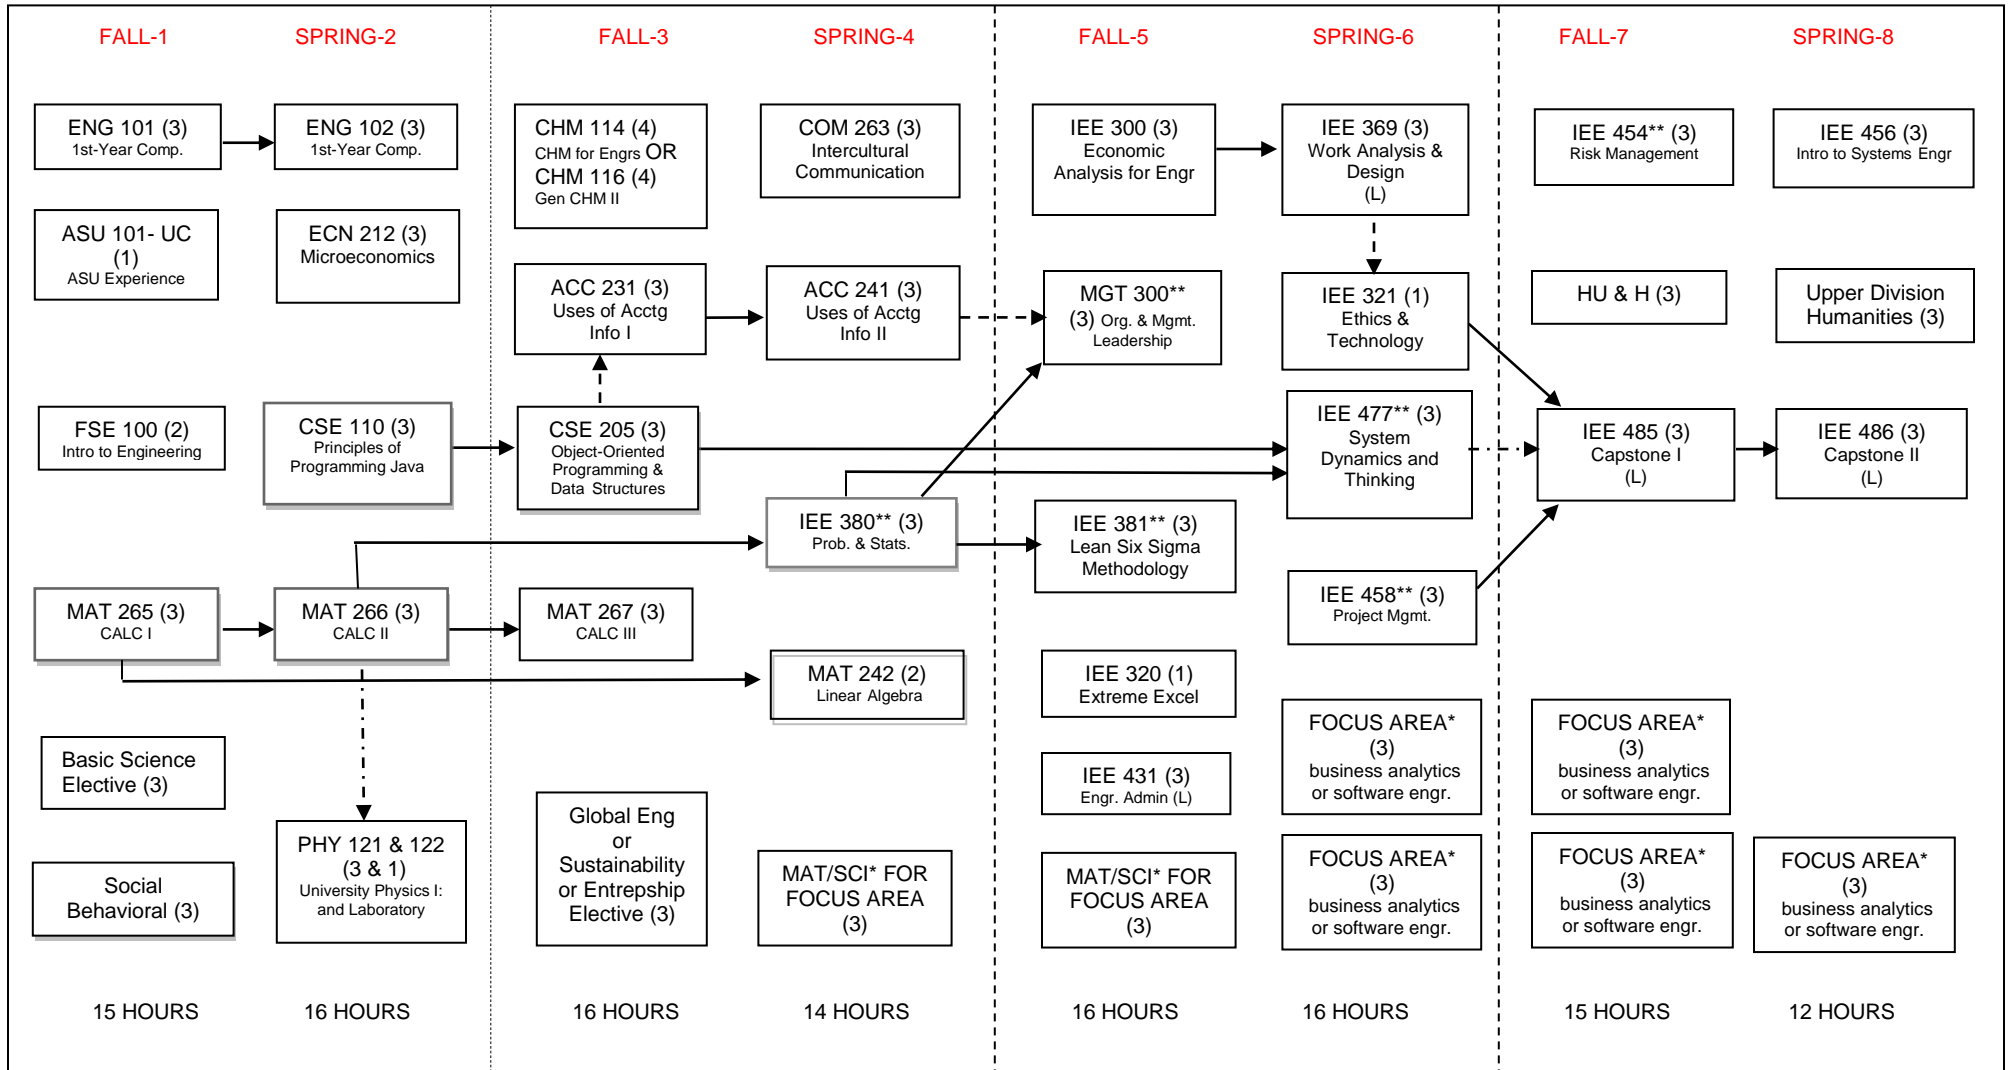 FALL-1
SPRING-2
FALL-3
SPRING-4
FALL-5
SPRING-6
FALL-7
SPRING-8
ENG 101 (3)
1st-Year Comp.
ASU 101- UC
(1)
ASU Experience
FSE 100 (2)
Intro to Engineering
MAT 265 (3)
CALC I
Basic Science
Elective (3)
Social
Behavioral (3)
15 HOURS
ENG 102 (3)
1st-Year Comp.
ECN 212 (3)
Microeconomics
CSE 110 (3)
Principles of
Programming Java
MAT 266 (3)
CALC II
PHY 121 & 122
(3 & 1)
University Physics I:
and Laboratory
16 HOURS
CHM 114 (4)
CHM for Engrs OR
CHM 116 (4)
Gen CHM II
ACC 231 (3)
Uses of Acctg
Info I
CSE 205 (3)
Object-Oriented
Programming &
Data Structures
MAT 267 (3)
CALC III
Global Eng
or
Sustainability
or Entrepship
Elective (3)
16 HOURS
COM 263 (3)
Intercultural
Communication
ACC 241 (3)
Uses of Acctg
Info II
IEE 380** (3)
Prob. & Stats.
MAT 242 (2)
Linear Algebra
MAT/SCI* FOR
FOCUS AREA
(3)
14 HOURS
IEE 300 (3)
Economic
Analysis for Engr
MGT 300**
(3) Org. & Mgmt.
Leadership
IEE 381** (3)
Lean Six Sigma
Methodology
IEE 320 (1)
Extreme Excel
IEE 431 (3)
Engr. Admin (L)
MAT/SCI* FOR
FOCUS AREA
(3)
16 HOURS
IEE 369 (3)
Work Analysis &
Design
(L)
IEE 321 (1)
Ethics &
Technology
IEE 477** (3)
System
Dynamics and
Thinking
IEE 458** (3)
Project Mgmt.
FOCUS AREA*
(3)
business analytics
or software engr.
FOCUS AREA*
(3)
business analytics
or software engr.
16 HOURS
IEE 454** (3)
Risk Management
HU & H (3)
IEE 485 (3)
Capstone I
(L)
FOCUS AREA*
(3)
business analytics
or software engr.
FOCUS AREA*
(3)
business analytics
or software engr.
15 HOURS
IEE 456 (3)
Intro to Systems Engr
Upper Division
Humanities (3)
IEE 486 (3)
Capstone II
(L)
FOCUS AREA*
(3)
business analytics
or software engr.
12 HOURS